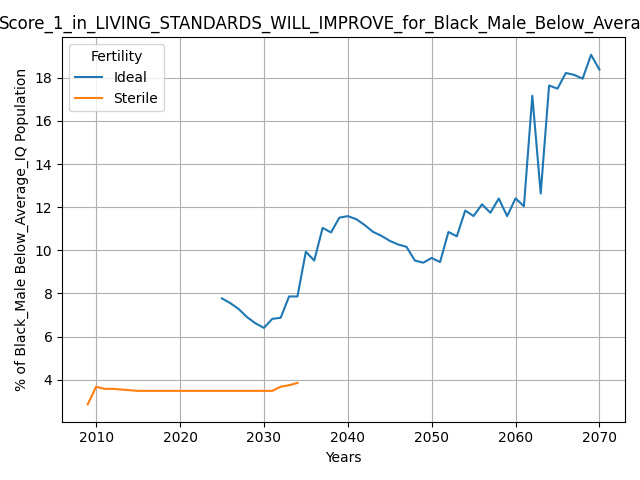 Score_1_in_LIVING_STANDARDS_WILL_IMPROVE_for_Black_Male_Below_Avera
Fertility
Ideal
Sterile
% of Black_Male Below_Average_IQ Population
18
16
14
12
10
8
6
4
2010 2020 2030 2040 2050 2060 2070
Years